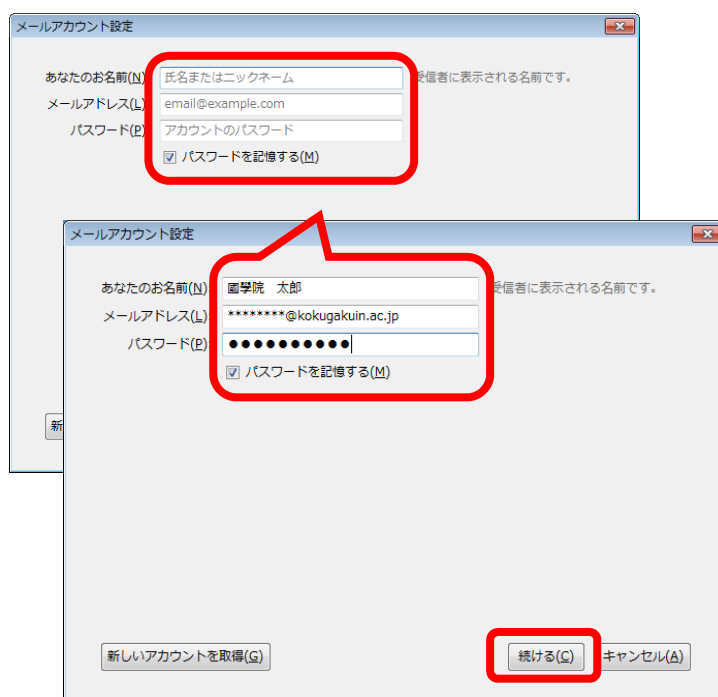 メールアカウント設定
あなたのお名前(N) 氏名またはニックネーム 受信者に表示される名前です。
メールアドレス(L) email@example.com
パスワード(P) アカウントのパスワード
パスワードを記憶する(M)
メールアカウント設定
あなたのお名前(N) 國學院 太郎 受信者に表示される名前です。
メールアドレス(L) ********@kokugakuin.ac.jp
パスワード(P) ●●●●●●●●●●
パスワードを記憶する(M)
新
新しいアカウントを取得(G) 続ける(C) キャンセル(A)